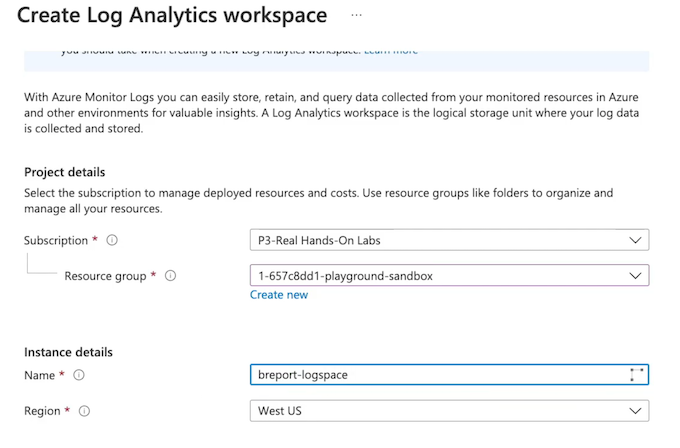 Create Log Analytics workspace ...
you should take when creating a new Log Analytics workspace. Learn more
With Azure Monitor Logs you can easily store, retain, and query data collected from your monitored resources in Azure
and other environments for valuable insights. A Log Analytics workspace is the logical storage unit where your log data
is collected and stored.
Project details
Select the subscription to manage deployed resources and costs. Use resource groups like folders to organize and
manage all your resources.
Subscription *
P3-Real Hands-On Labs
Resource group *
1-657c8dd1-playground-sandbox
Create new
Instance details
Name *
breport-logspace
Region *
West US